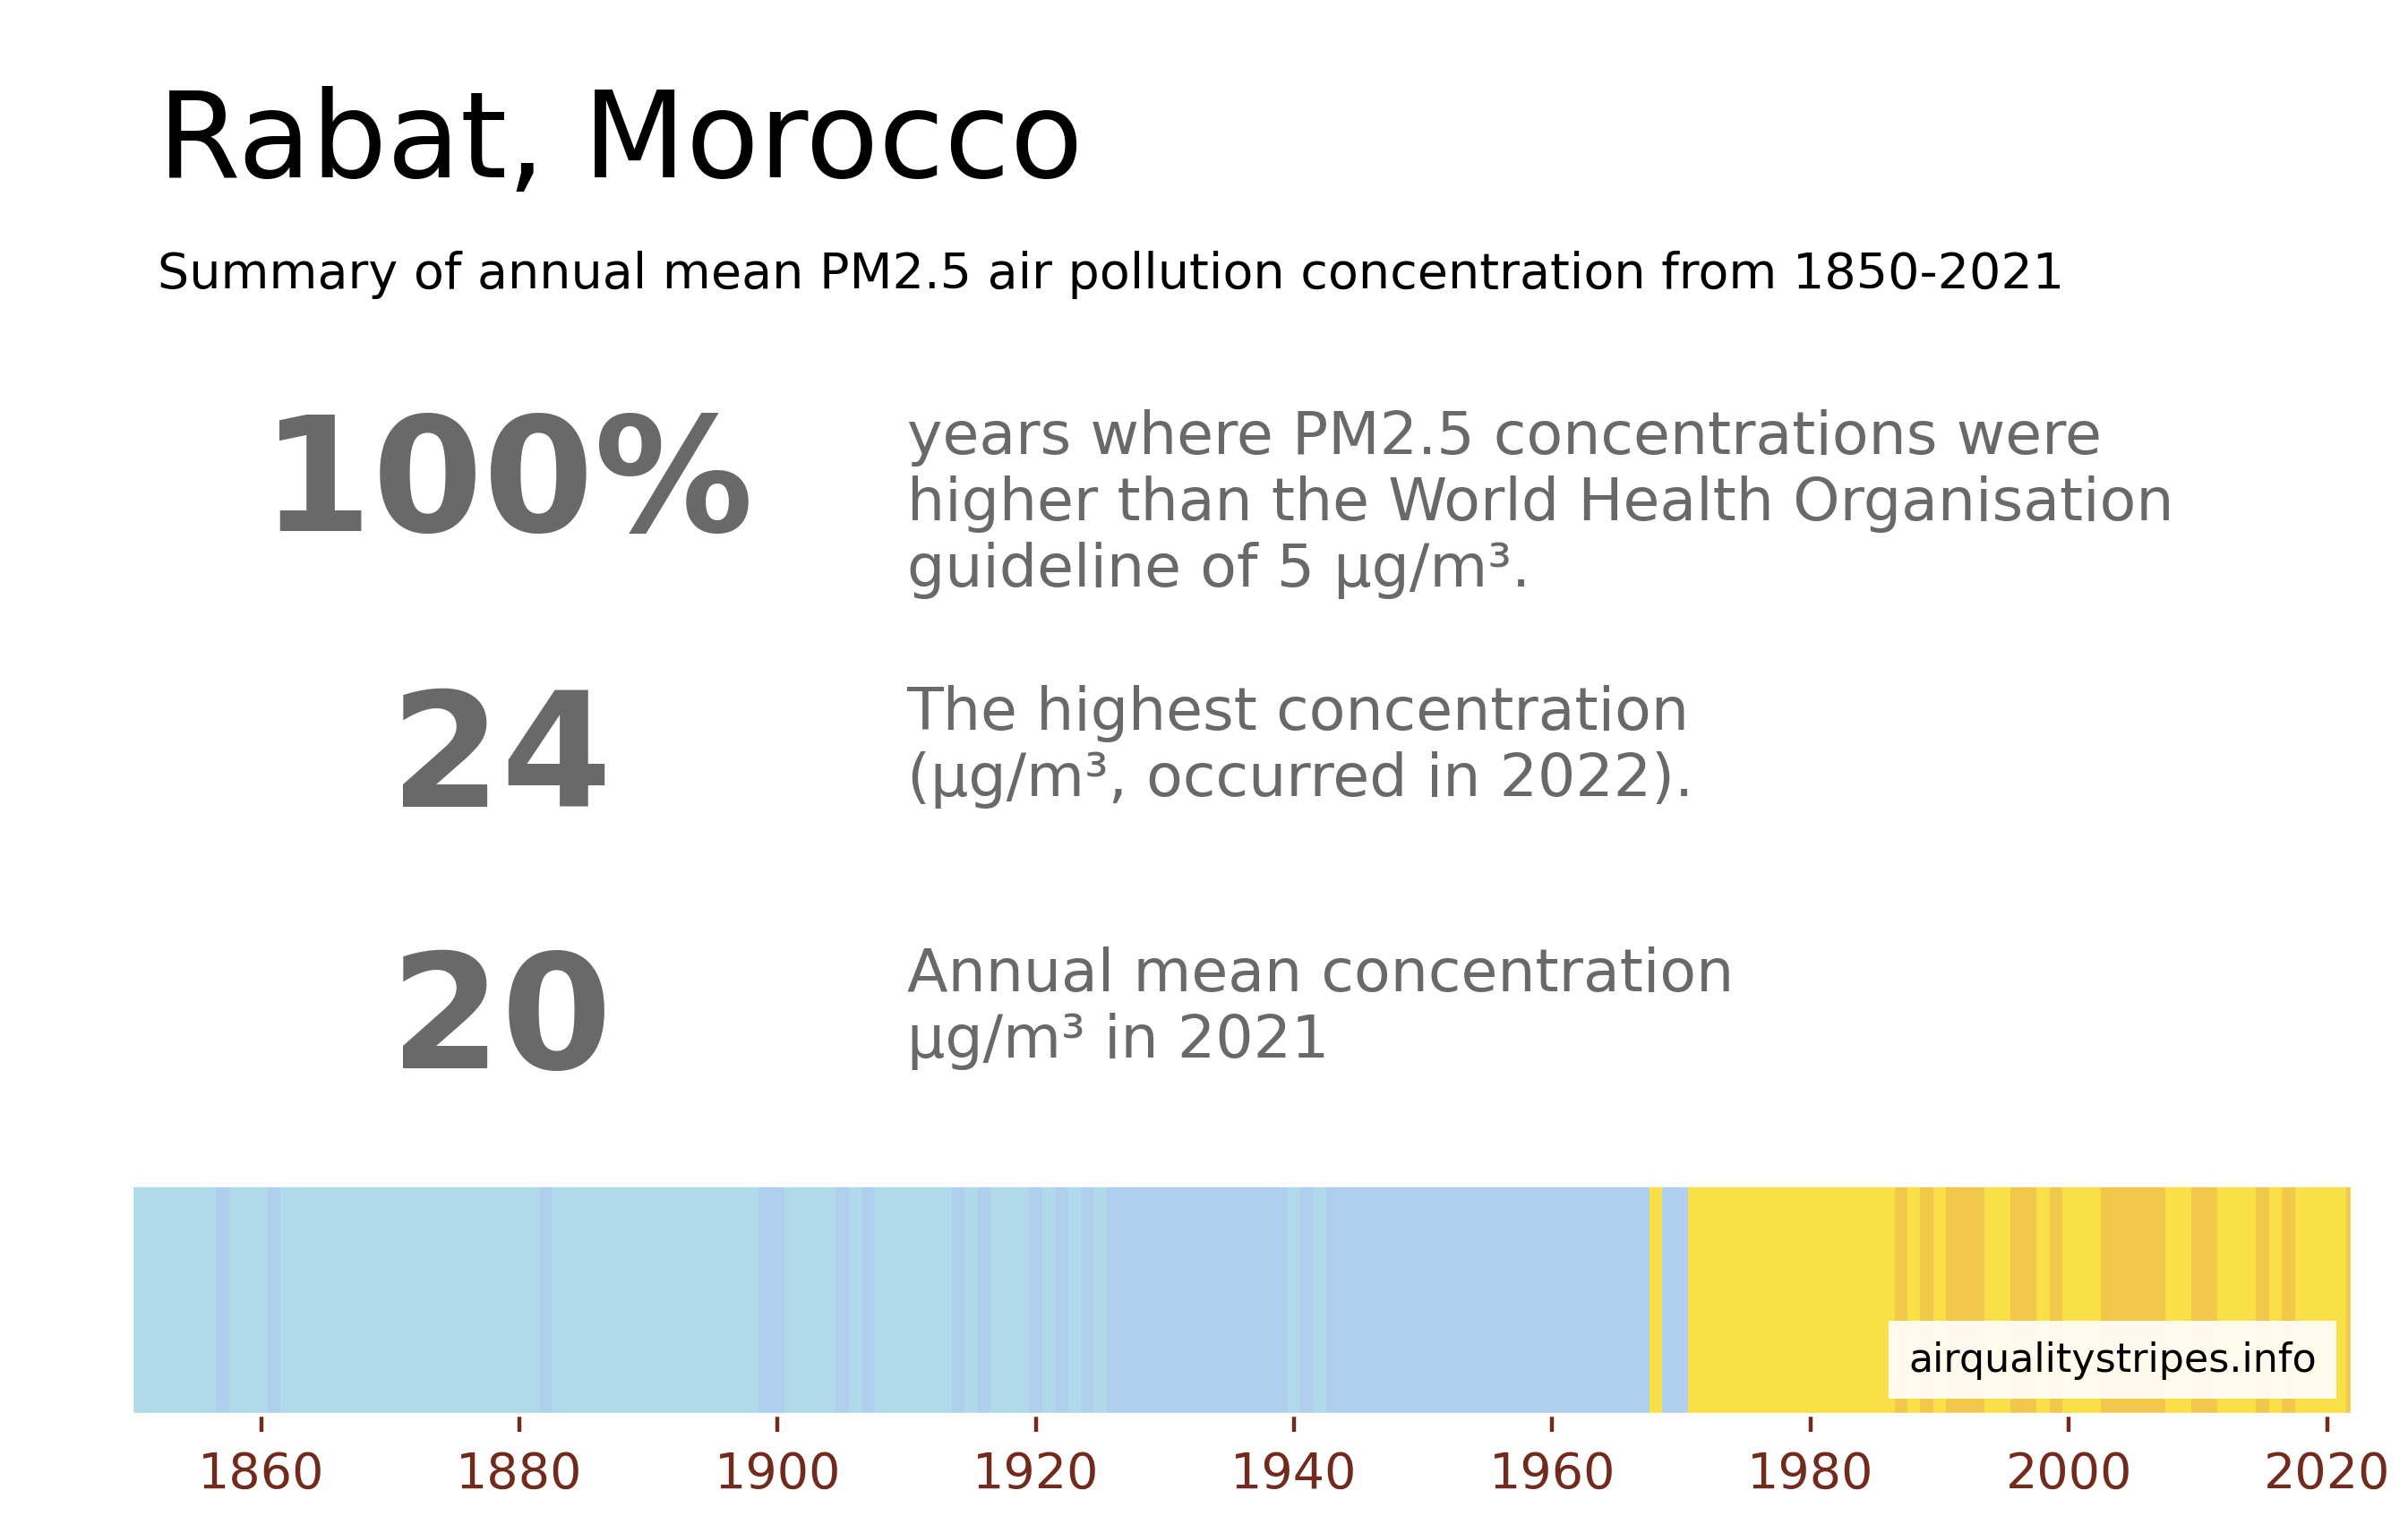 Rabat, Morocco
Summary of annual mean PM2.5 air pollution concentration from 1850-2021
100%
years where PM2.5 concentrations were
higher than the World Health Organisation
guideline of 5 µg/m³.
24
The highest concentration
(µg/m³, occurred in 2022).
20
Annual mean concentration
µg/m³ in 2021
airqualitystripes.info
1860 1880 1900 1920 1940 1960 1980 2000 2020